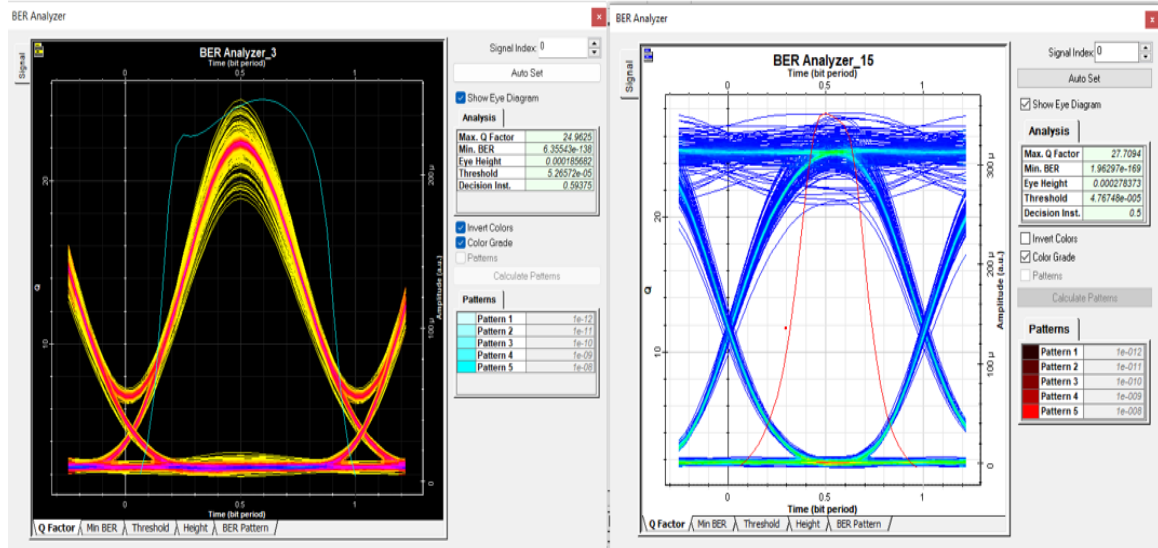 BER Analyzer
x
Signal
BER Analyzer_3
Time (bit period)
0 0.5 1
Q
20
10
200 µ
100 µ
0
Amplitude (a.u.)
0 0.5 1
Time (bit period)
Q Factor Min BER Threshold Height BER Pattern
Signal Index: 0
Auto Set
Show Eye Diagram
Analysis
Max. Q Factor 24.9625
Min. BER 6.35543e-138
Eye Height 0.000185682
Threshold 5.26572e-05
Decision Inst. 0.59375
Invert Colors
Color Grade
Patterns
Calculate Patterns
Patterns
Pattern 1 1e-12
Pattern 2 1e-11
Pattern 3 1e-10
Pattern 4 1e-09
Pattern 5 1e-08
BER Analyzer
x
Signal
BER Analyzer_15
Time (bit period)
0 0.5 1
Q
20
10
300 µ
200 µ
100 µ
0
Amplitude (a.u.)
0 0.5 1
Time (bit period)
Q Factor Min BER Threshold Height BER Pattern
Signal Index: 0
Auto Set
Show Eye Diagram
Analysis
Max. Q Factor 27.7094
Min. BER 1.96297e-169
Eye Height 0.000278373
Threshold 4.76748e-005
Decision Inst. 0.5
Invert Colors
Color Grade
Patterns
Calculate Patterns
Patterns
Pattern 1 1e-012
Pattern 2 1e-011
Pattern 3 1e-010
Pattern 4 1e-009
Pattern 5 1e-008